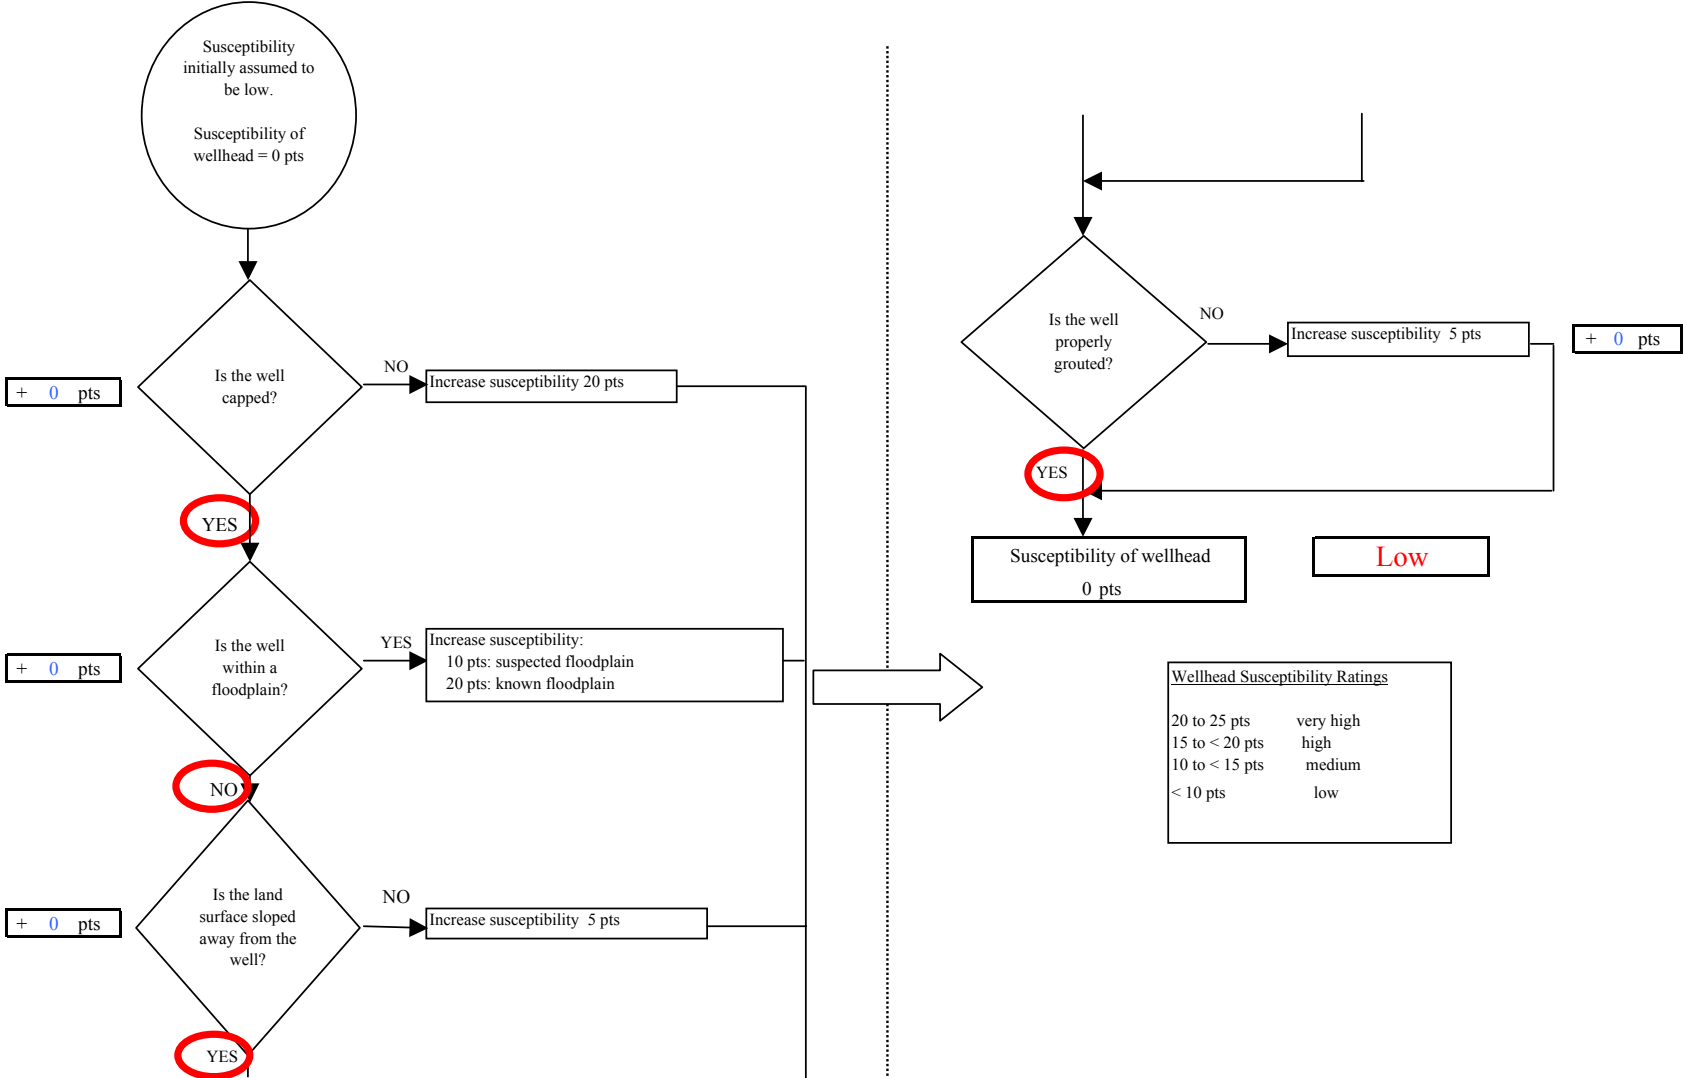 Susceptibility
initially assumed to
be low.
Susceptibility of
wellhead = 0 pts
Is the well
capped?
NO
Increase susceptibility 20 pts
+ 0 pts
YES
Is the well
within a
floodplain?
YES
Increase susceptibility:
10 pts: suspected floodplain
20 pts: known floodplain
+ 0 pts
NO
Is the land
surface sloped
away from the
well?
NO
Increase susceptibility 5 pts
+ 0 pts
YES
Is the well
properly
grouted?
NO
Increase susceptibility 5 pts
+ 0 pts
YES
Susceptibility of wellhead
0 pts
Low
Wellhead Susceptibility Ratings
20 to 25 pts very high
15 to < 20 pts high
10 to < 15 pts medium
< 10 pts low